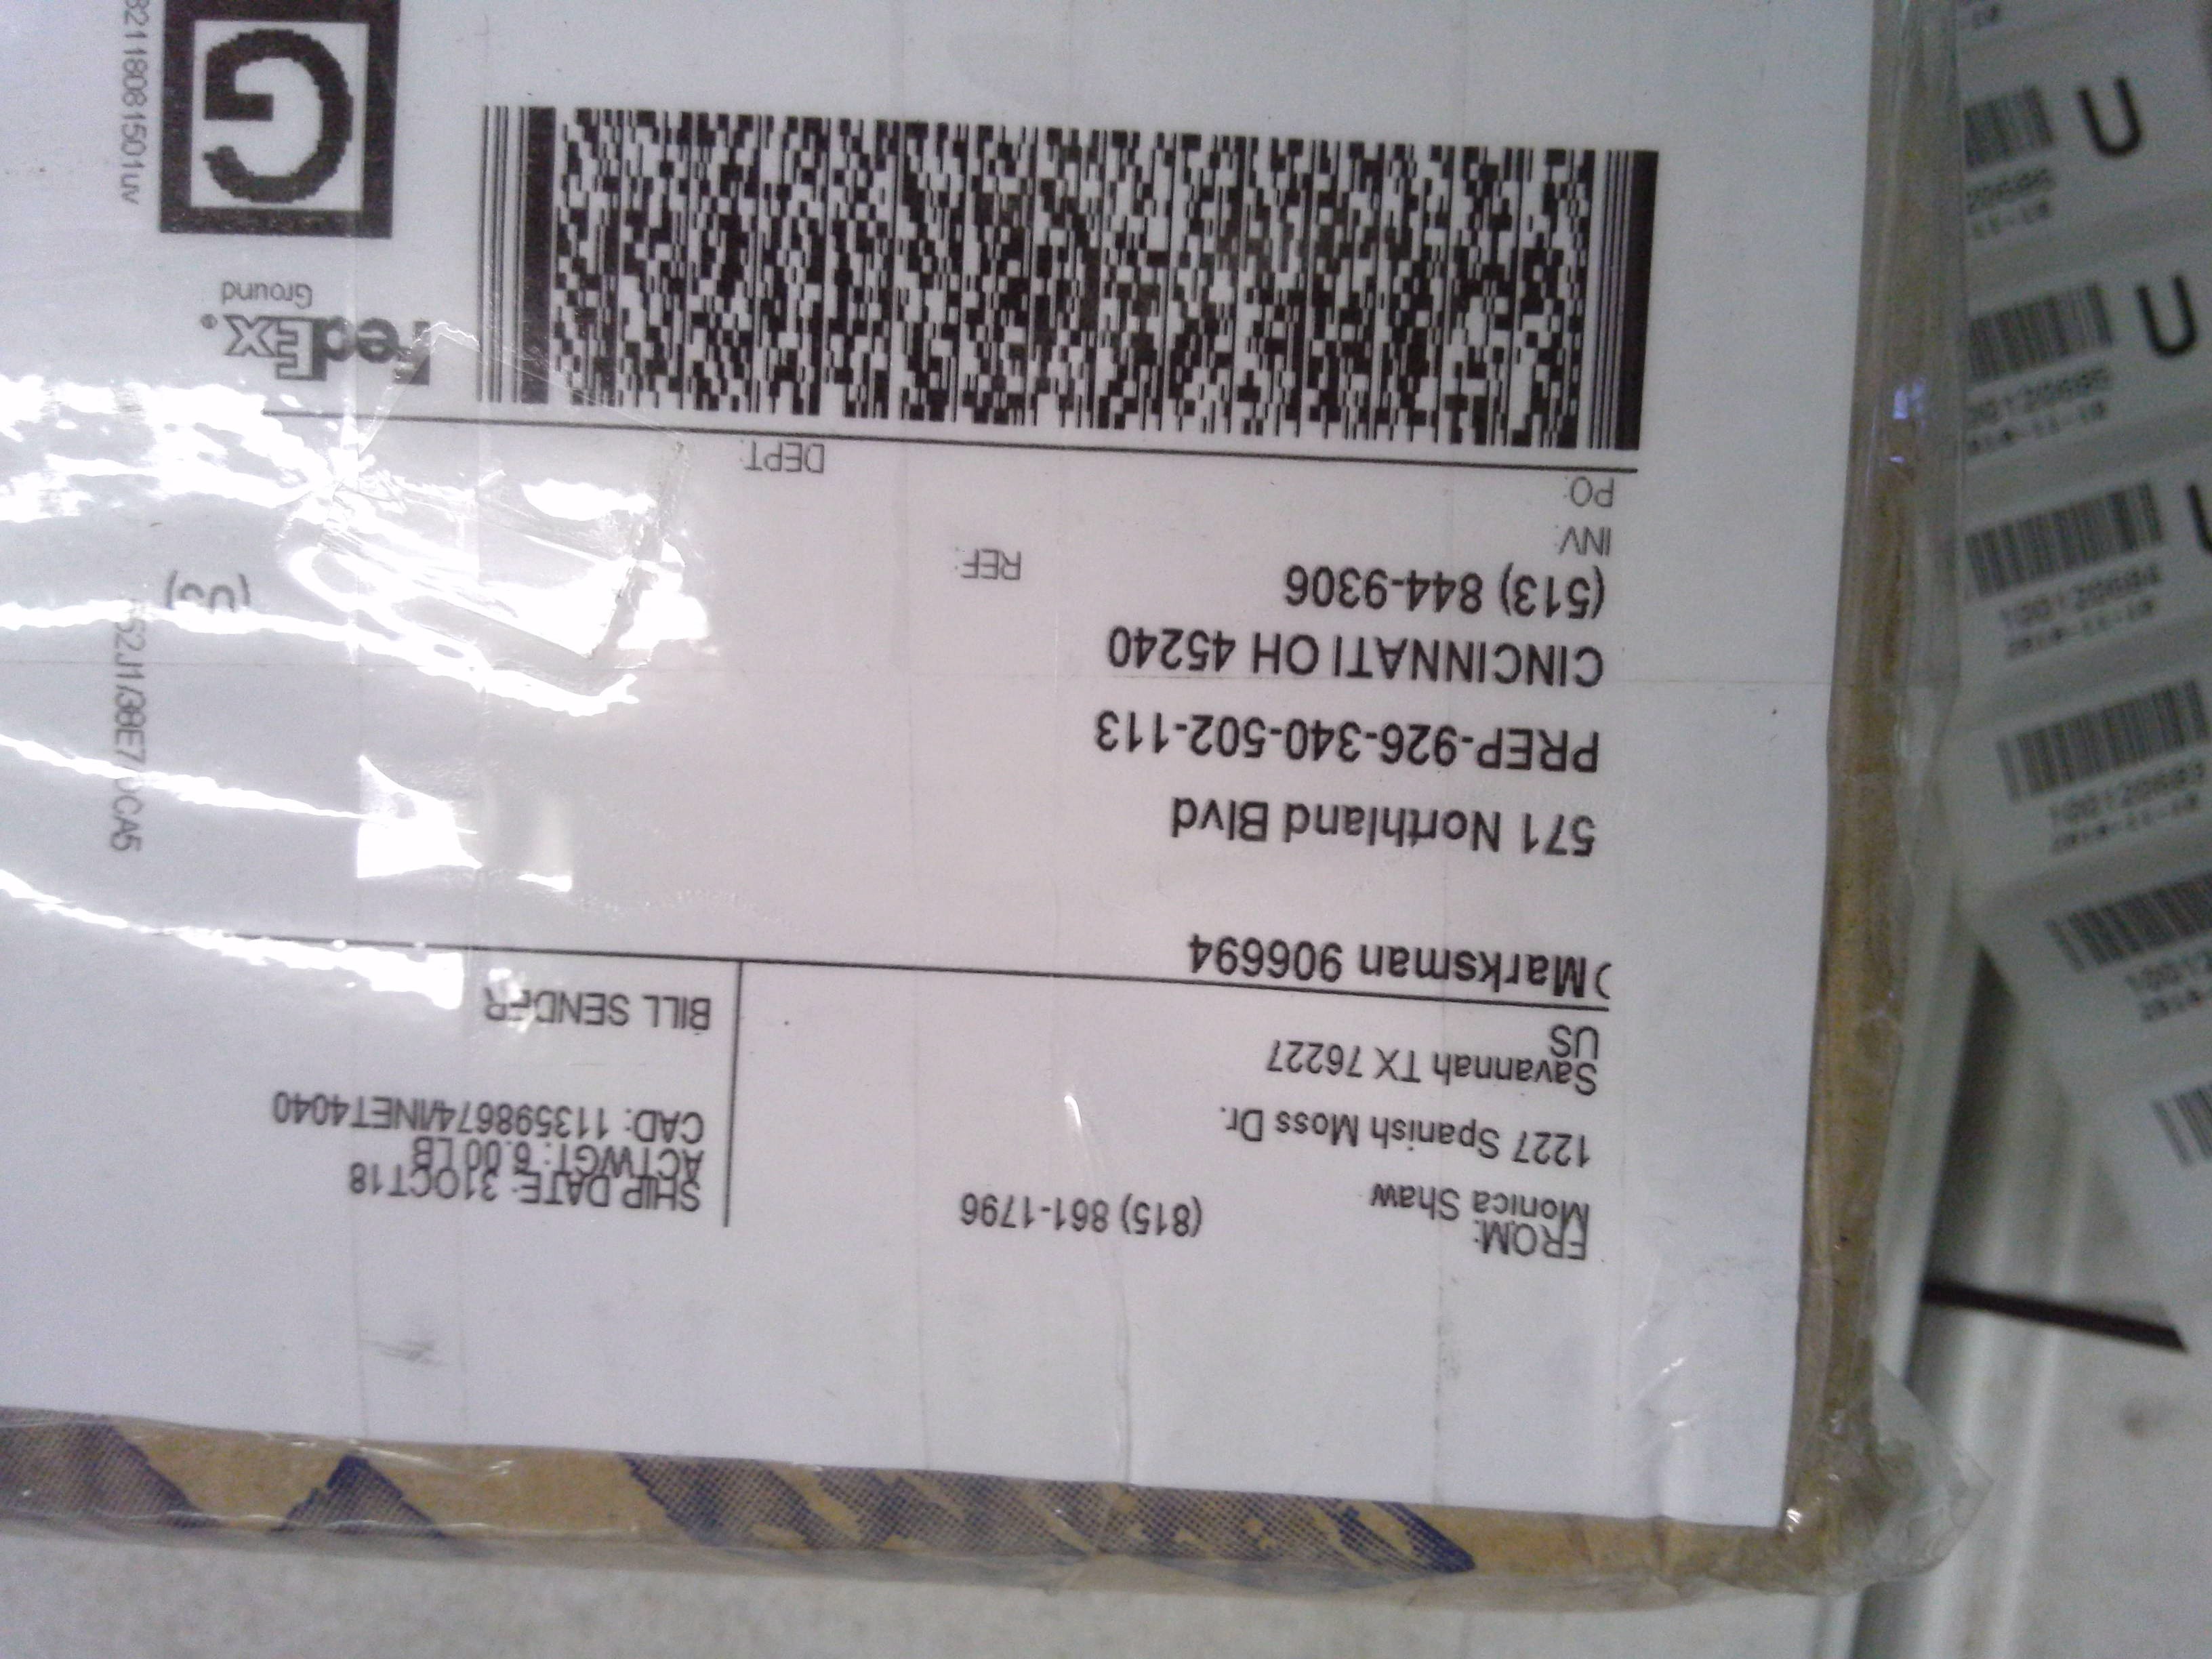 FROM:
Monica Shaw (815) 861-1796
1227 Spanish Moss Dr.
Savannah TX 76227
US
SHIP DATE: 31OCT18
ACTWGT: 6.00 LB
CAD: 113598674/INET4040
BILL SENDER
Marksman 906694
571 Northland Blvd
PREP-926-340-502-113
CINCINNATI OH 45240
(513) 844-9306
REF:
INV:
PO:
DEPT:
(US)
FedEx
Ground
G
U
U